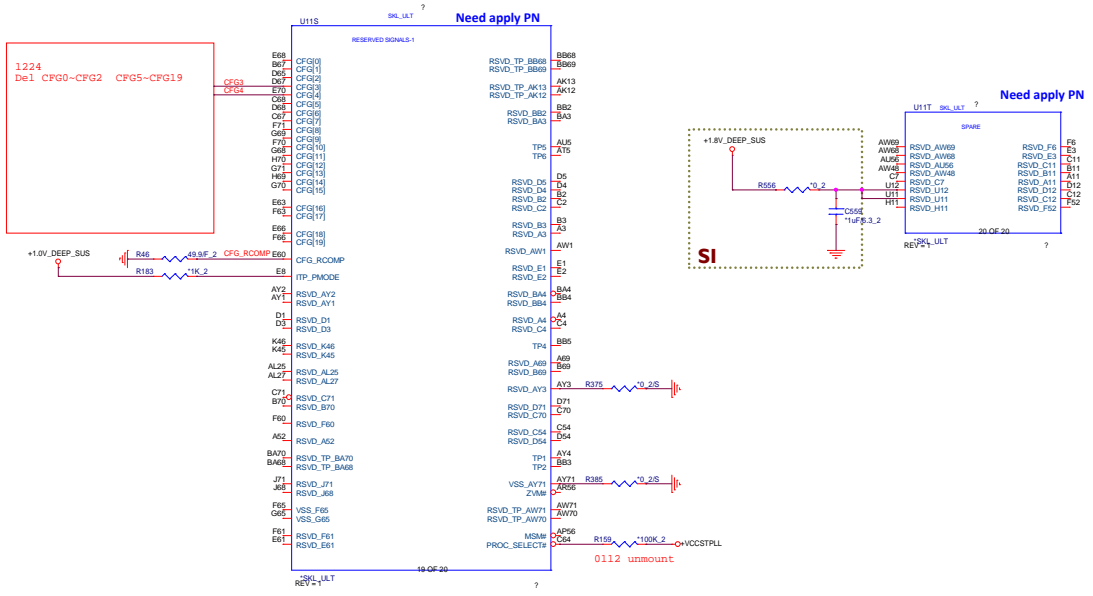 ?
SKL_ULT
Need apply PN
U11S
RESERVED SIGNALS-1
1224
Del CFG0~CFG2 CFG5~CFG19
CFG3
CFG4
E68 CFG[0]
B67 CFG[1]
D65 CFG[2]
D67 CFG[3]
E70 CFG[4]
C68 CFG[5]
D68 CFG[6]
C67 CFG[7]
F71 CFG[8]
G69 CFG[9]
F70 CFG[10]
G68 CFG[11]
H70 CFG[12]
G71 CFG[13]
H69 CFG[14]
G70 CFG[15]
E63 CFG[16]
F63 CFG[17]
E66 CFG[18]
F66 CFG[19]
+1.0V_DEEP_SUS
R46 49.9/F_2 CFG_RCOMP E60 CFG_RCOMP
R183 *1K_2 E8 ITP_PMODE
AY2 RSVD_AY2
AY1 RSVD_AY1
D1 RSVD_D1
D3 RSVD_D3
K46 RSVD_K46
K45 RSVD_K45
AL25 RSVD_AL25
AL27 RSVD_AL27
C71 RSVD_C71
B70 RSVD_B70
F60 RSVD_F60
A52 RSVD_A52
BA70 RSVD_TP_BA70
BA68 RSVD_TP_BA68
J71 RSVD_J71
J68 RSVD_J68
F65 VSS_F65
G65 VSS_G65
F61 RSVD_F61
E61 RSVD_E61
RSVD_TP_BB68 BB68
RSVD_TP_BB69 BB69
RSVD_TP_AK13 AK13
RSVD_TP_AK12 AK12
RSVD_BB2 BB2
RSVD_BA3 BA3
TP5 AU5
TP6 AT5
RSVD_D5 D5
RSVD_D4 D4
RSVD_B2 B2
RSVD_C2 C2
RSVD_B3 B3
RSVD_A3 A3
RSVD_AW1 AW1
RSVD_E1 E1
RSVD_E2 E2
RSVD_BA4 BA4
RSVD_BB4 BB4
RSVD_A4 A4
RSVD_C4 C4
TP4 BB5
RSVD_A69 A69
RSVD_B69 B69
RSVD_AY3 AY3 R375 *0_2/S
RSVD_D71 D71
RSVD_C70 C70
RSVD_C54 C54
RSVD_D54 D54
TP1 AY4
TP2 BB3
VSS_AY71 AY71 R385 *0_2/S
ZVM# AR56
RSVD_TP_AW71 AW71
RSVD_TP_AW70 AW70
MSM# AP56
PROC_SELECT# C64 R159 *100K_2 +VCCSTPLL
0112 unmount
19 OF 20
*SKL_ULT
REV = 1
?
Need apply PN
U11T SKL_ULT ?
SPARE
+1.8V_DEEP_SUS
R556 *0_2
C559
*1uF/6.3_2
SI
AW69 RSVD_AW69
AW68 RSVD_AW68
AU56 RSVD_AU56
AW48 RSVD_AW48
C7 RSVD_C7
U12 RSVD_U12
U11 RSVD_U11
H11 RSVD_H11
RSVD_F6 F6
RSVD_E3 E3
RSVD_C11 C11
RSVD_B11 B11
RSVD_A11 A11
RSVD_D12 D12
RSVD_C12 C12
RSVD_F52 F52
20 OF 20
*SKL_ULT
REV = 1
?